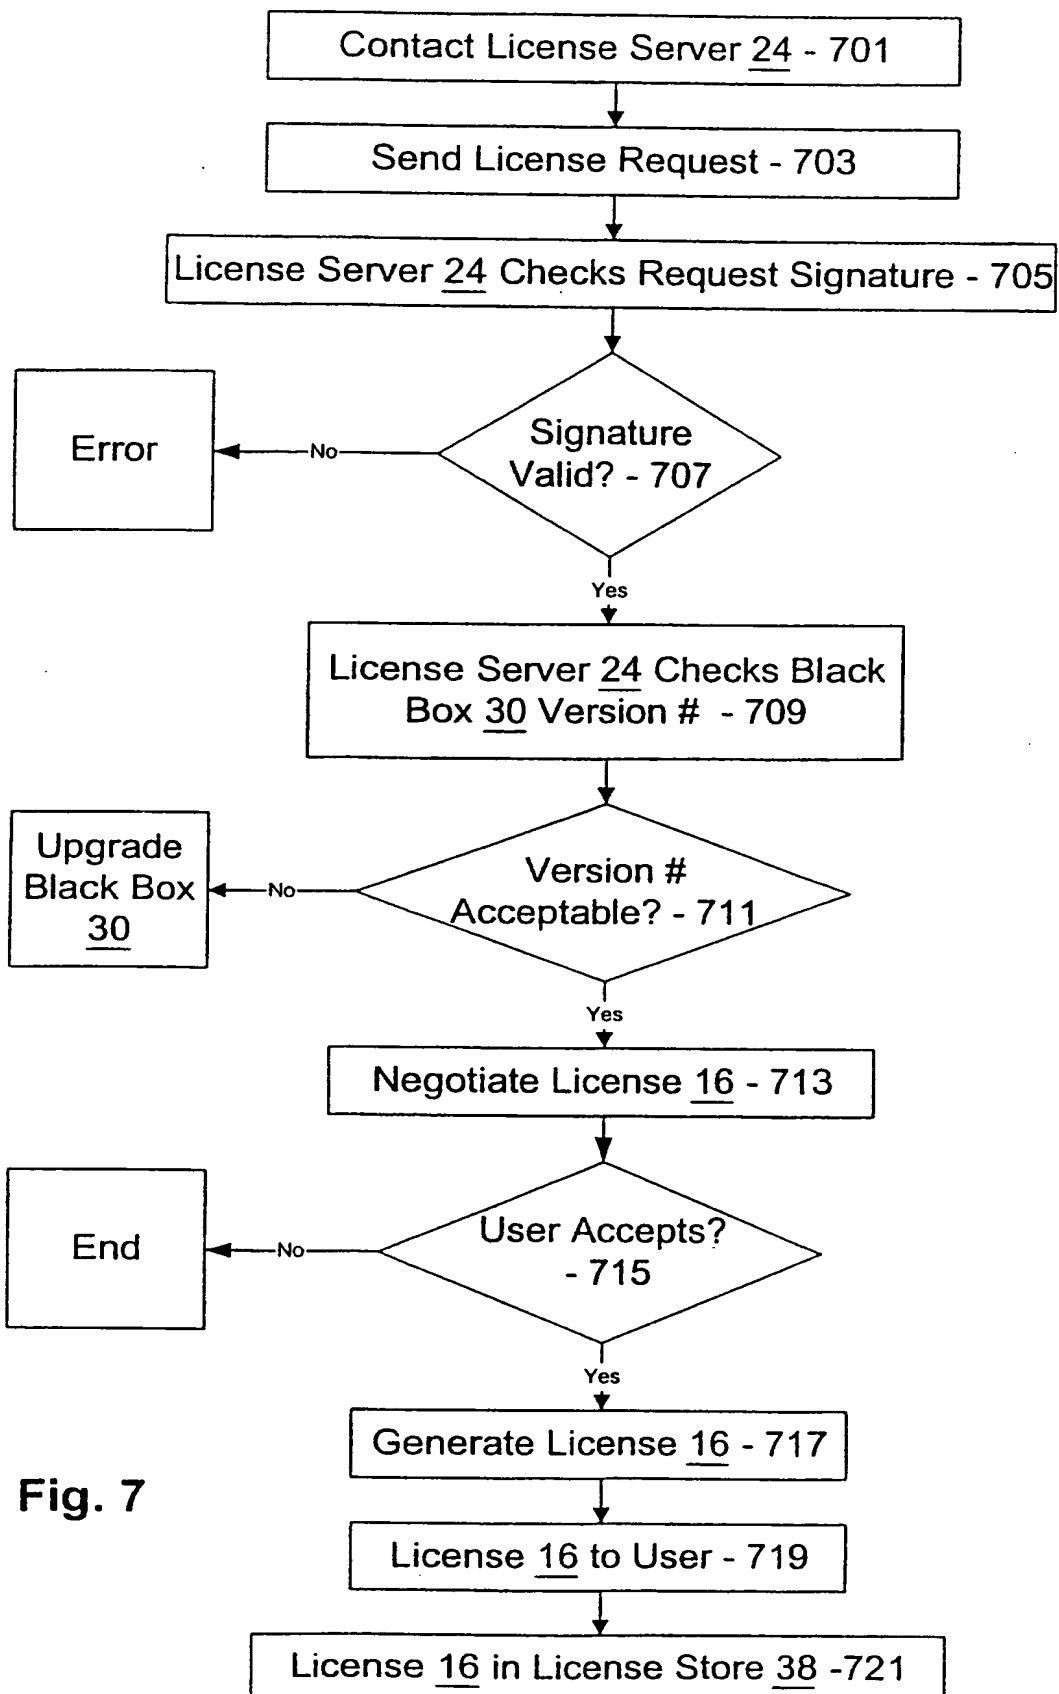 Contact License Server 24 - 701
Send License Request - 703
License Server 24 Checks Request Signature - 705
Signature
Valid? - 707
No
Error
Yes
License Server 24 Checks Black
Box 30 Version # - 709
Version #
Acceptable? - 711
No
Upgrade
Black Box
30
Yes
Negotiate License 16 - 713
User Accepts?
- 715
No
End
Yes
Generate License 16 - 717
License 16 to User - 719
License 16 in License Store 38 -721
Fig. 7